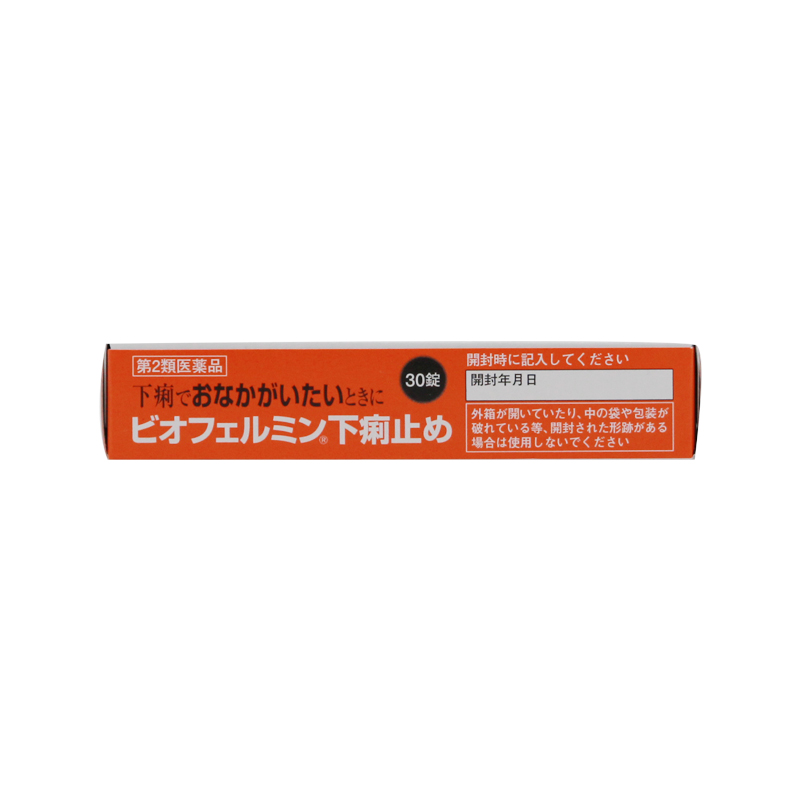 第2類医薬品
下痢でおなかがいたいときに
30錠
ビオフェルミン®下痢止め
開封時に記入してください
開封年月日
外箱が開いていたり、中の袋や包装が
破れている等、開封された形跡がある
場合は使用しないでください